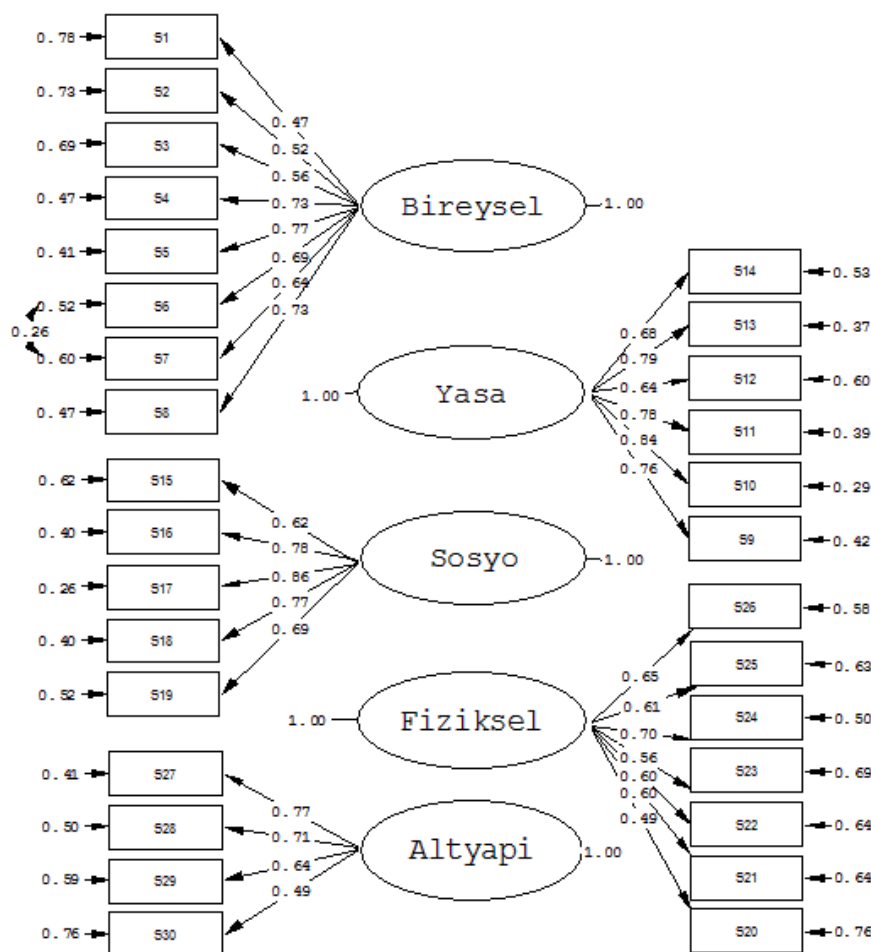 0.78 S1
0.73 S2
0.69 S3
0.47 S4
0.41 S5
0.52 S6
0.26
0.60 S7
0.47 S8
0.47
0.52
0.56
0.73
0.77
0.69
0.64
0.73
Bireysel 1.00
1.00 Yasa
0.68
0.79
0.64
0.78
0.84
0.76
S14 0.53
S13 0.37
S12 0.60
S11 0.39
S10 0.29
S9 0.42
0.62 S15
0.40 S16
0.26 S17
0.40 S18
0.52 S19
0.62
0.78
0.86
0.77
0.69
Sosyo 1.00
1.00 Fiziksel
0.65
0.61
0.70
0.56
0.60
0.60
0.49
S26 0.58
S25 0.63
S24 0.50
S23 0.69
S22 0.64
S21 0.64
S20 0.76
0.41 S27
0.50 S28
0.59 S29
0.76 S30
0.77
0.71
0.64
0.49
Altyapi 1.00